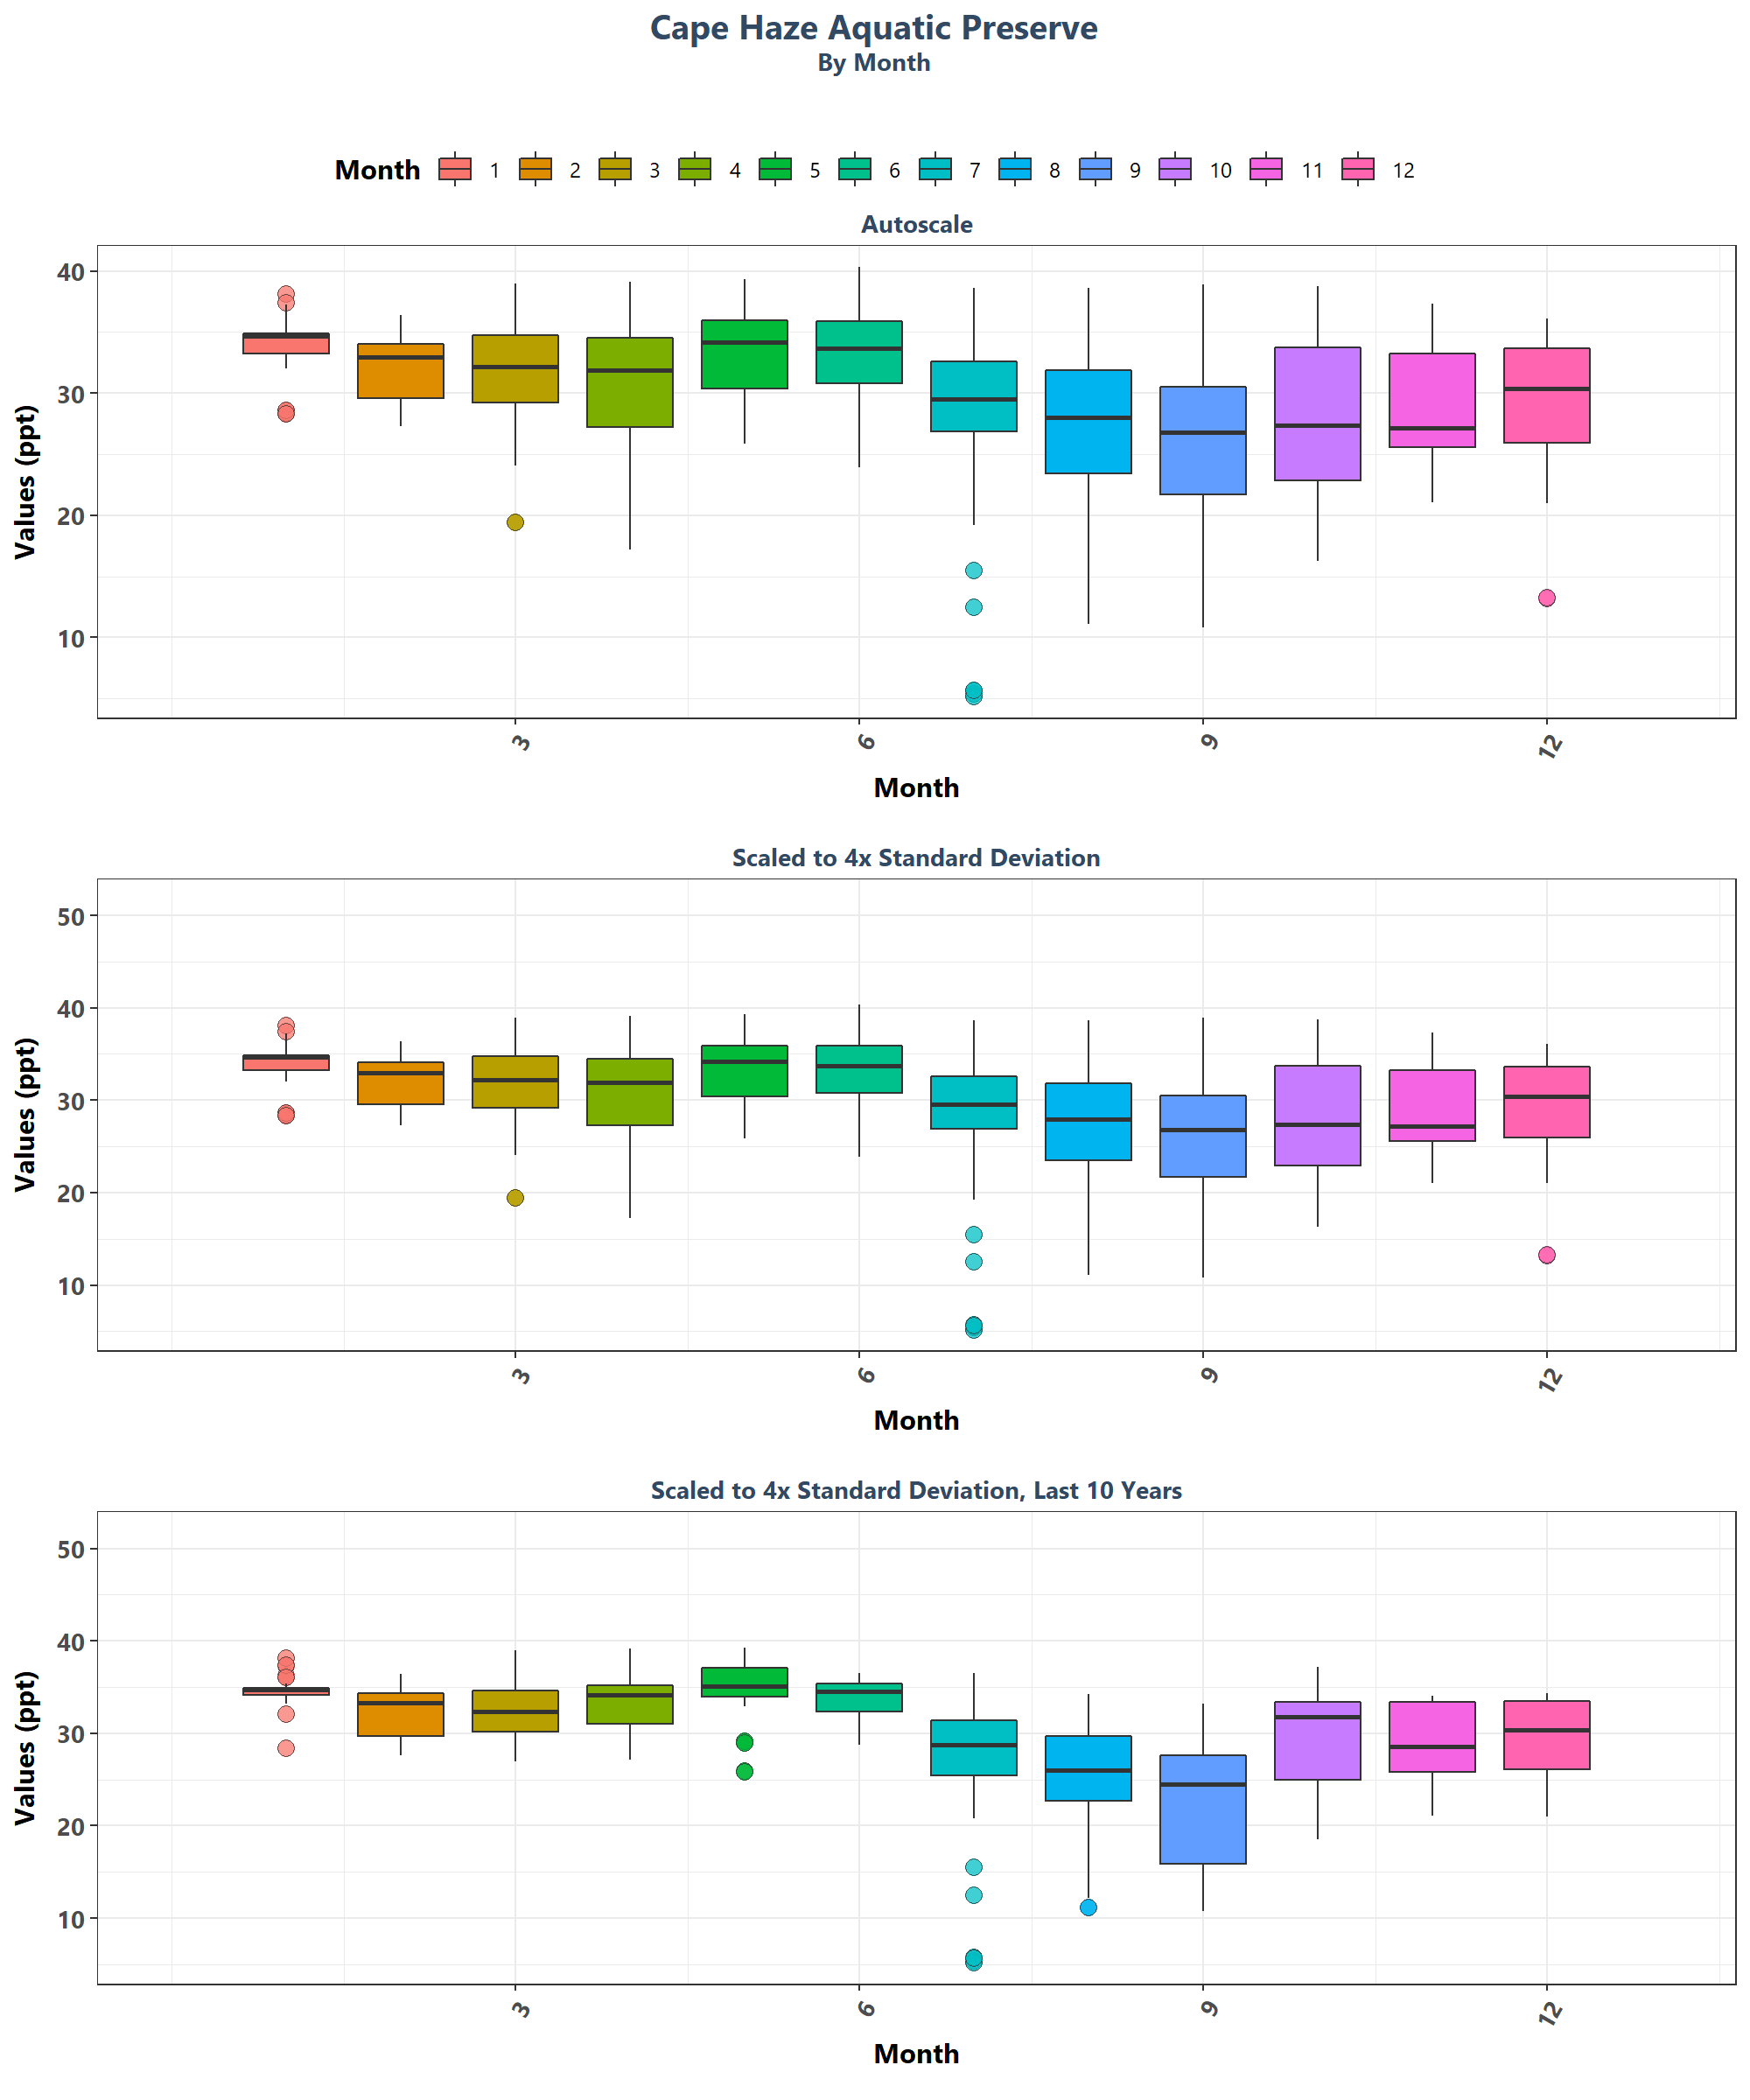 Cape Haze Aquatic Preserve
By Month
Month 1 2 3 4 5 6 7 8 9 10 11 12
Autoscale
Values (ppt)
40
30
20
10
3 6 9 12
Month
Scaled to 4x Standard Deviation
Values (ppt)
50
40
30
20
10
3 6 9 12
Month
Scaled to 4x Standard Deviation, Last 10 Years
Values (ppt)
50
40
30
20
10
3 6 9 12
Month